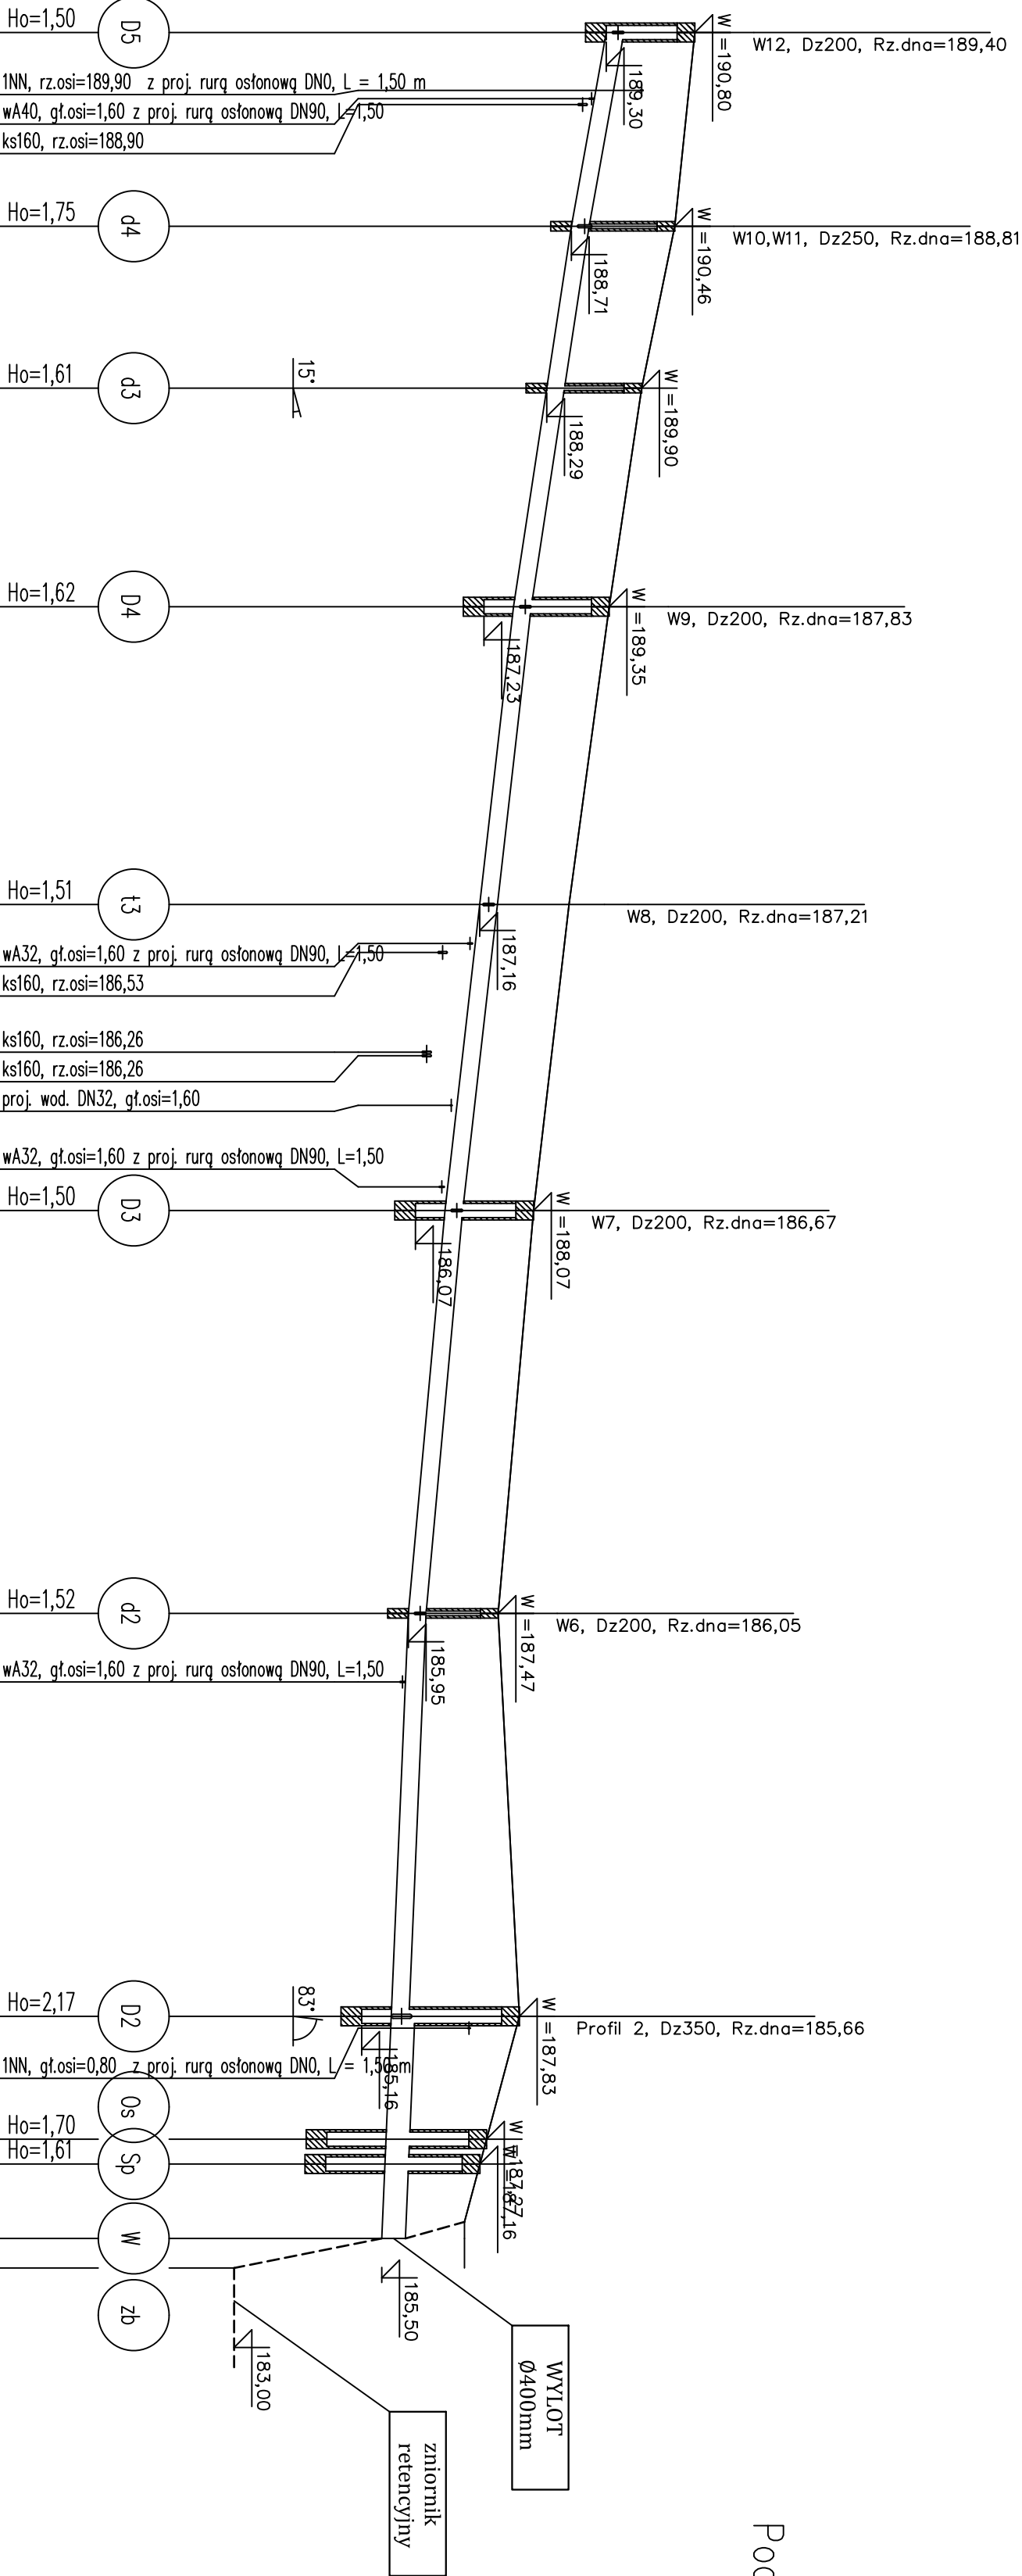 Ho=1,50
D5
W =190,80
W12, Dz200, Rz.dna=189,40
189,30
1NN, rz.osi=189,90 z proj. rurą osłonową DN0, L = 1,50 m
wA40, gł.osi=1,60 z proj. rurą osłonową DN90, L=1,50
ks160, rz.osi=188,90
Ho=1,75
d4
W =190,46
W10,W11, Dz250, Rz.dna=188,81
188,71
Ho=1,61
d3
15°
W =189,90
188,29
Ho=1,62
D4
W =189,35
W9, Dz200, Rz.dna=187,83
187,23
Ho=1,51
t3
W8, Dz200, Rz.dna=187,21
187,16
wA32, gł.osi=1,60 z proj. rurą osłonową DN90, L=1,50
ks160, rz.osi=186,53
ks160, rz.osi=186,26
ks160, rz.osi=186,26
proj. wod. DN32, gł.osi=1,60
wA32, gł.osi=1,60 z proj. rurą osłonową DN90, L=1,50
Ho=1,50
D3
W =188,07
W7, Dz200, Rz.dna=186,67
186,07
Ho=1,52
d2
W =187,47
W6, Dz200, Rz.dna=186,05
185,95
wA32, gł.osi=1,60 z proj. rurą osłonową DN90, L=1,50
Ho=2,17
D2
83°
W =187,83
Profil 2, Dz350, Rz.dna=185,66
185,16
1NN, gł.osi=0,80 z proj. rurą osłonową DN0, L = 1,50 m
Os
Ho=1,70
W =187,27
Ho=1,61
Sp
W =187,16
W
185,50
zb
183,00
WYLOT
Ø400mm
zniornik
retencyjny